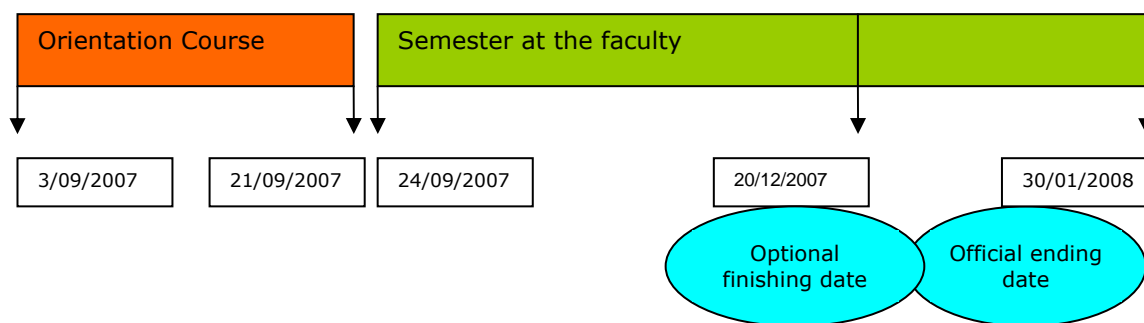 Orientation Course
Semester at the faculty
3/09/2007
21/09/2007
24/09/2007
20/12/2007
30/01/2008
Optional
finishing date
Official ending
date